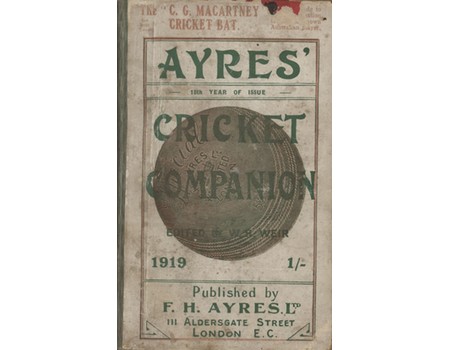 The "C. G. MACARTNEY
CRICKET BAT.
AYRES'
18th YEAR OF ISSUE
CRICKET
COMPANION
EDITED BY W. R. WEIR
1919 1/-
Published by
F. H. AYRES, LTD
111 ALDERSGATE STREET
LONDON E.C.